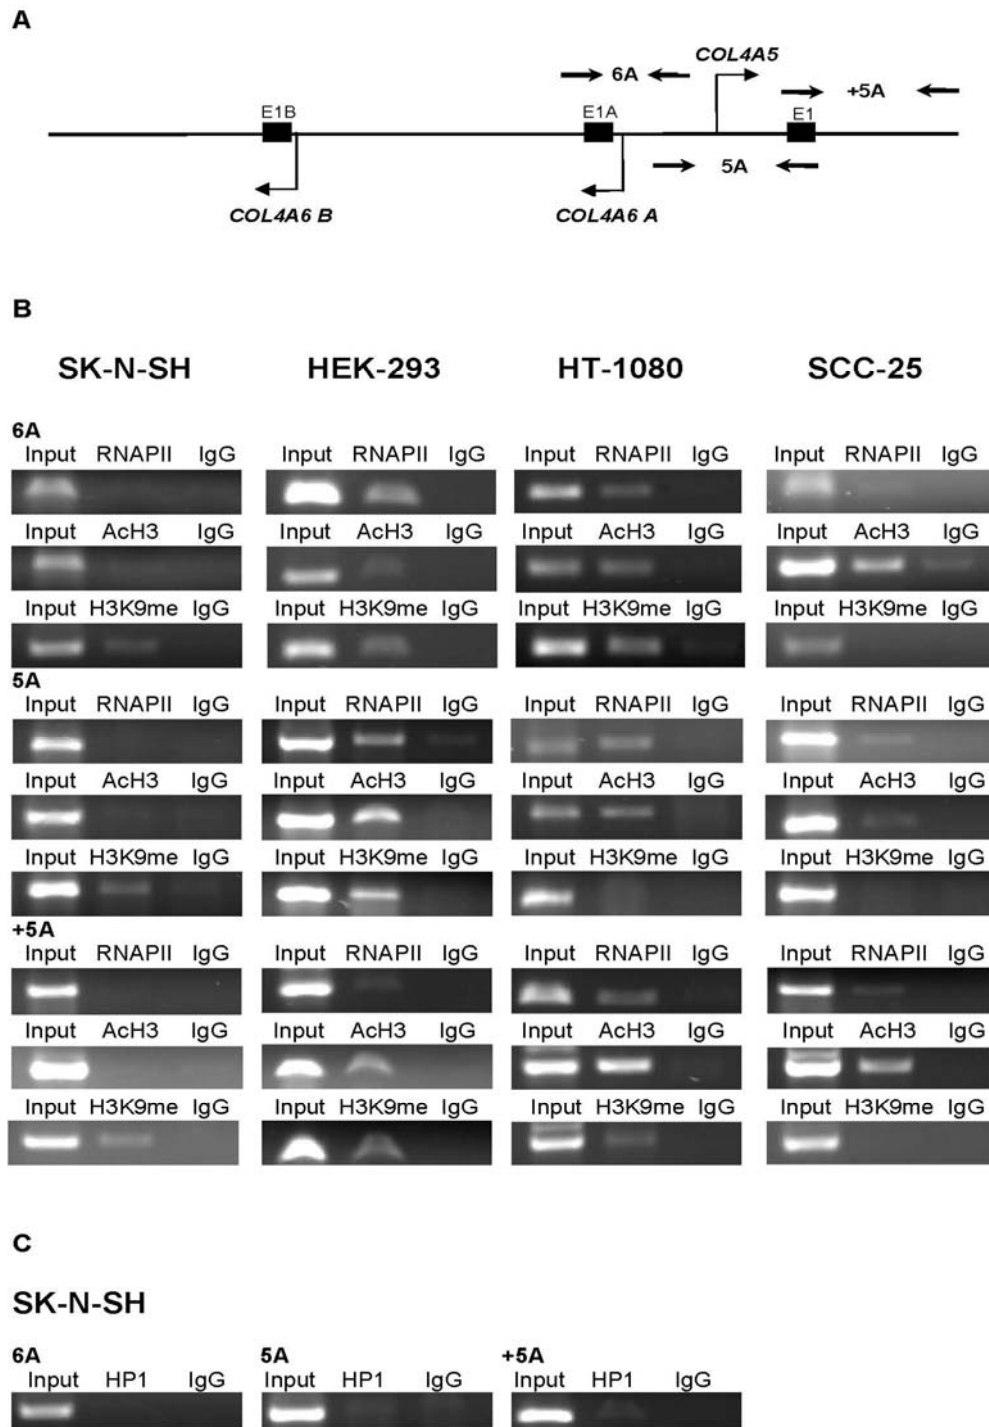 A
COL4A5
6A
+5A
E1B
E1A
E1
5A
COL4A6 B
COL4A6 A
B
SK-N-SH HEK-293 HT-1080 SCC-25
6A
Input RNAPII IgG Input RNAPII IgG Input RNAPII IgG Input RNAPII IgG
Input AcH3 IgG Input AcH3 IgG Input AcH3 IgG Input AcH3 IgG
Input H3K9me IgG Input H3K9me IgG Input H3K9me IgG Input H3K9me IgG
5A
Input RNAPII IgG Input RNAPII IgG Input RNAPII IgG Input RNAPII IgG
Input AcH3 IgG Input AcH3 IgG Input AcH3 IgG Input AcH3 IgG
Input H3K9me IgG Input H3K9me IgG Input H3K9me IgG Input H3K9me IgG
+5A
Input RNAPII IgG Input RNAPII IgG Input RNAPII IgG Input RNAPII IgG
Input AcH3 IgG Input AcH3 IgG Input AcH3 IgG Input AcH3 IgG
Input H3K9me IgG Input H3K9me IgG Input H3K9me IgG Input H3K9me IgG
C
SK-N-SH
6A 5A +5A
Input HP1 IgG Input HP1 IgG Input HP1 IgG